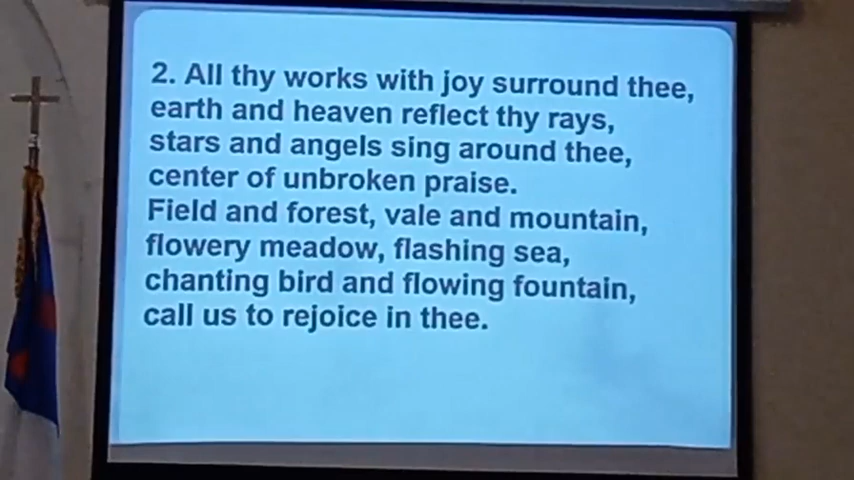 2. All thy works with joy surround thee,
earth and heaven reflect thy rays,
stars and angels sing around thee,
center of unbroken praise.
Field and forest, vale and mountain,
flowery meadow, flashing sea,
chanting bird and flowing fountain,
call us to rejoice in thee.